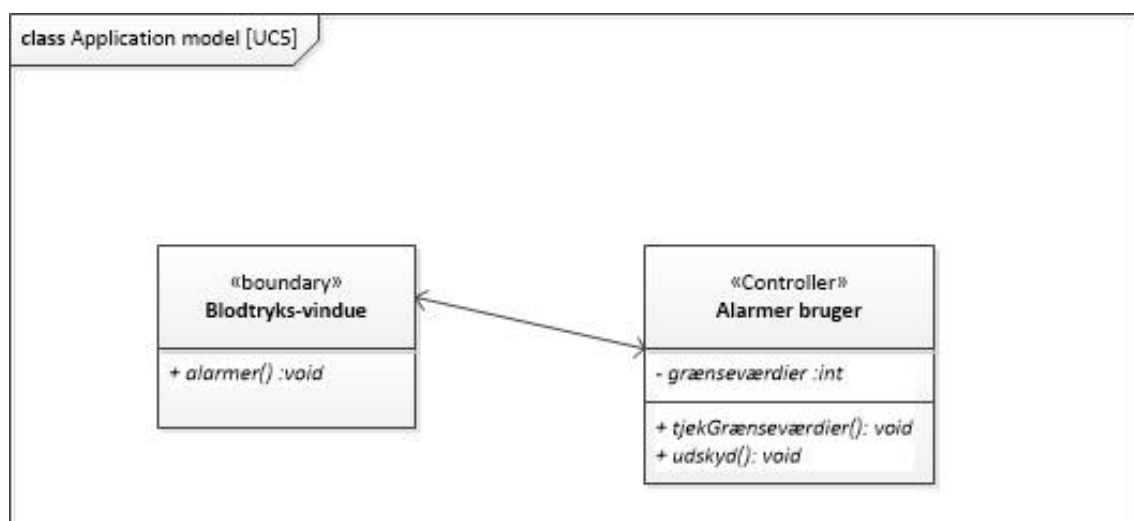 class Application model [UC5]
«boundary»
Blodtryks-vindue
+ alarmer() :void
«Controller»
Alarmer bruger
- grænseværdier :int
+ tjekGrænseværdier(): void
+ udskyd(): void